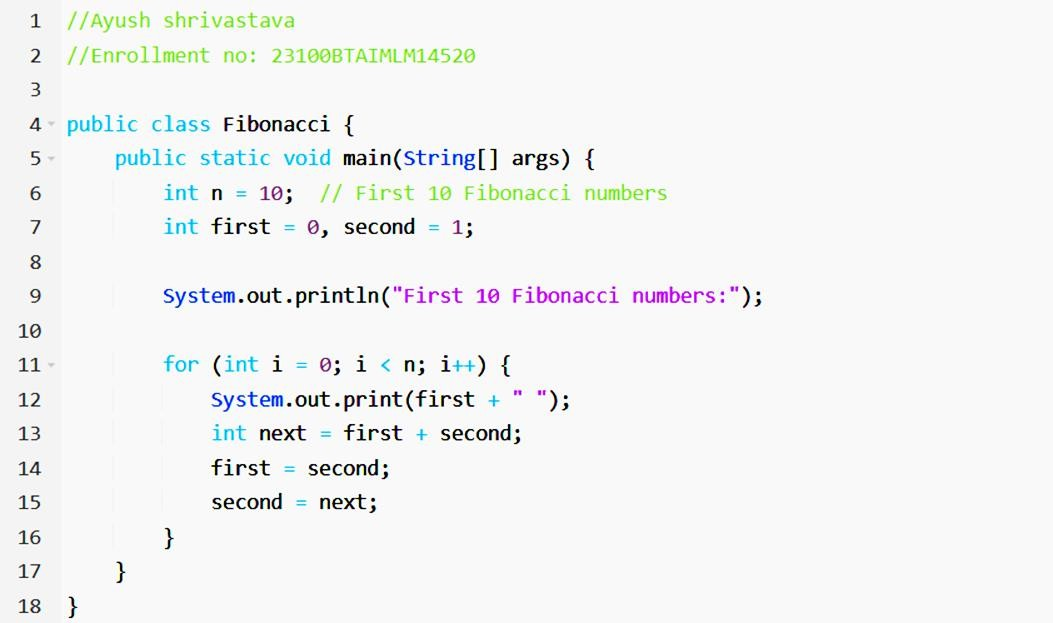 1 //Ayush shrivastava
2 //Enrollment no: 23100BTAIMLM14520
3
4 public class Fibonacci {
5     public static void main(String[] args) {
6         int n = 10;  // First 10 Fibonacci numbers
7         int first = 0, second = 1;
8
9         System.out.println("First 10 Fibonacci numbers:");
10
11         for (int i = 0; i < n; i++) {
12             System.out.print(first + " ");
13             int next = first + second;
14             first = second;
15             second = next;
16         }
17     }
18 }